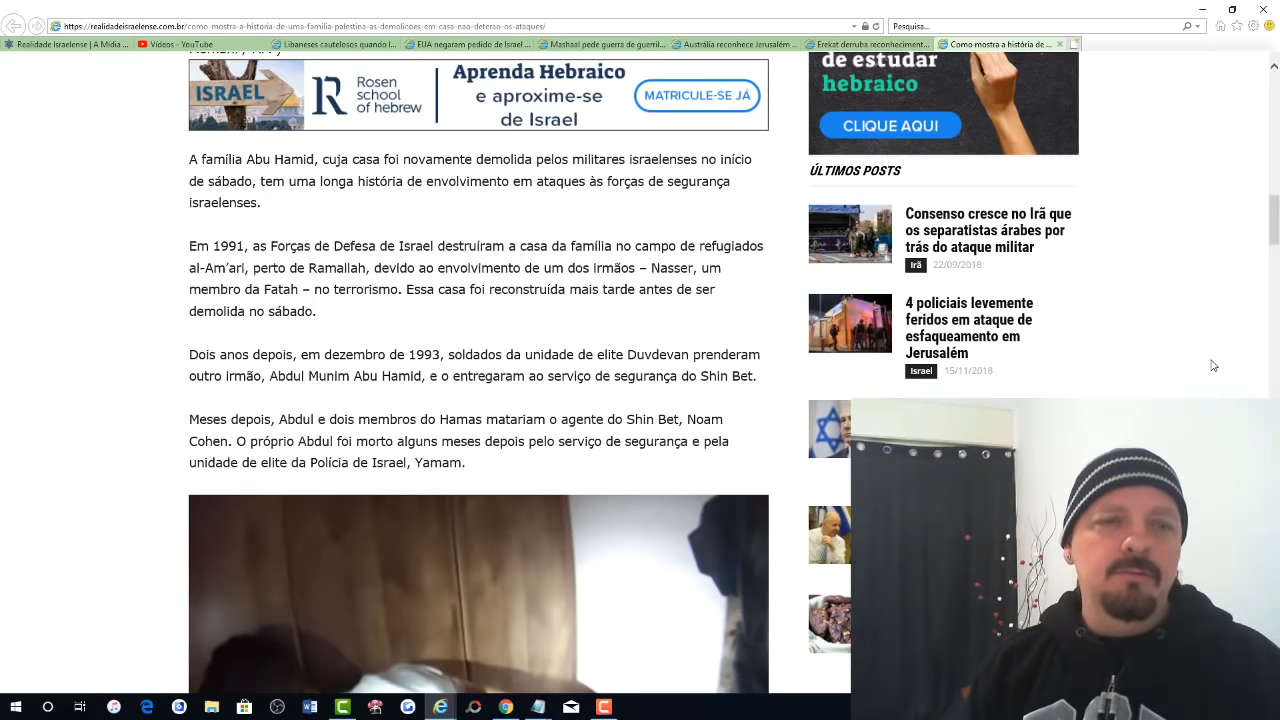 https://realidadeisraelense.com.br/como-mostra-a-historia-de-uma-familia-palestina-as-demolicoes-em-casa-nao-deterao-os-ataques/
Pesquisa...
Realidade Israelense | A Mídia ...
Vídeos - YouTube
Libaneses cautelosos quando I...
EUA negaram pedido de Israel ...
Mashaal pede guerra de guerril...
Austrália reconhece Jerusalém ...
Erekat derruba reconheciment...
Como mostra a história de ...
ISRAEL
Rosen
school
of hebrew
Aprenda Hebraico
e aproxime-se
de Israel
MATRICULE-SE JÁ
de estudar
hebraico
CLIQUE AQUI
A família Abu Hamid, cuja casa foi novamente demolida pelos militares israelenses no início
de sábado, tem uma longa história de envolvimento em ataques às forças de segurança
israelenses.
Em 1991, as Forças de Defesa de Israel destruíram a casa da família no campo de refugiados
al-Am'ari, perto de Ramallah, devido ao envolvimento de um dos irmãos – Nasser, um
membro da Fatah – no terrorismo. Essa casa foi reconstruída mais tarde antes de ser
demolida no sábado.
Dois anos depois, em dezembro de 1993, soldados da unidade de elite Duvdevan prenderam
outro irmão, Abdul Munim Abu Hamid, e o entregaram ao serviço de segurança do Shin Bet.
Meses depois, Abdul e dois membros do Hamas matariam o agente do Shin Bet, Noam
Cohen. O próprio Abdul foi morto alguns meses depois pelo serviço de segurança e pela
unidade de elite da Polícia de Israel, Yamam.
ÚLTIMOS POSTS
Consenso cresce no Irã que
os separatistas árabes por
trás do ataque militar
Irã
22/09/2018
4 policiais levemente
feridos em ataque de
esfaqueamento em
Jerusalém
Israel
15/11/2018